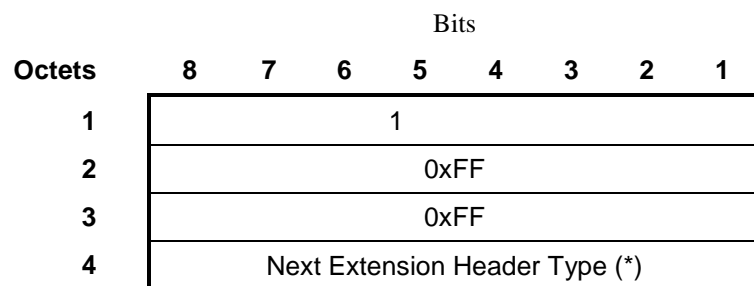 Bits
Octets 8 7 6 5 4 3 2 1
1 1
2 0xFF
3 0xFF
4 Next Extension Header Type (*)